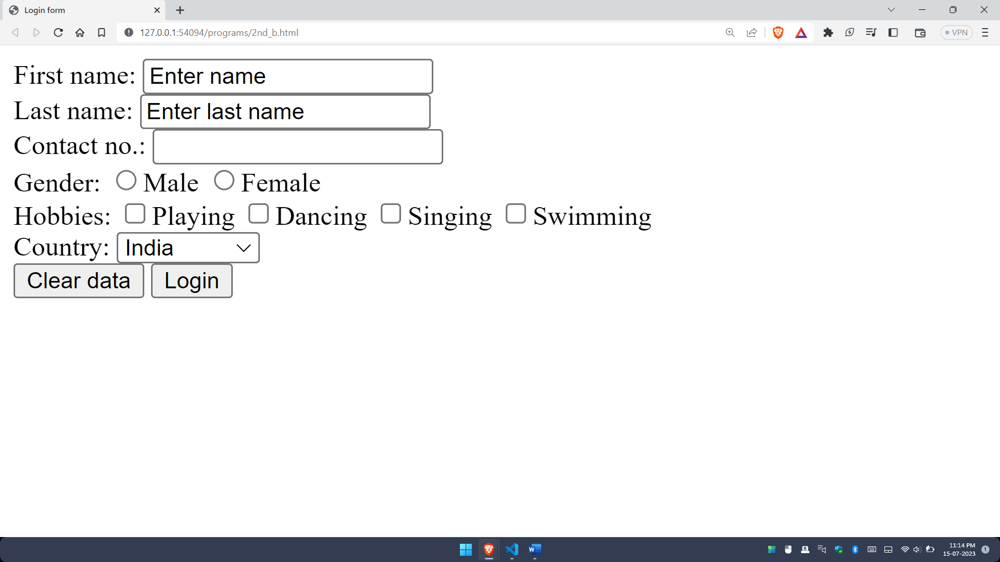 Login form
127.0.0.1:54094/programs/2nd_b.html
VPN
First name: Enter name
Last name: Enter last name
Contact no.:
Gender: Male Female
Hobbies: Playing Dancing Singing Swimming
Country: India
Clear data Login
11:14 PM
15-07-2023
1